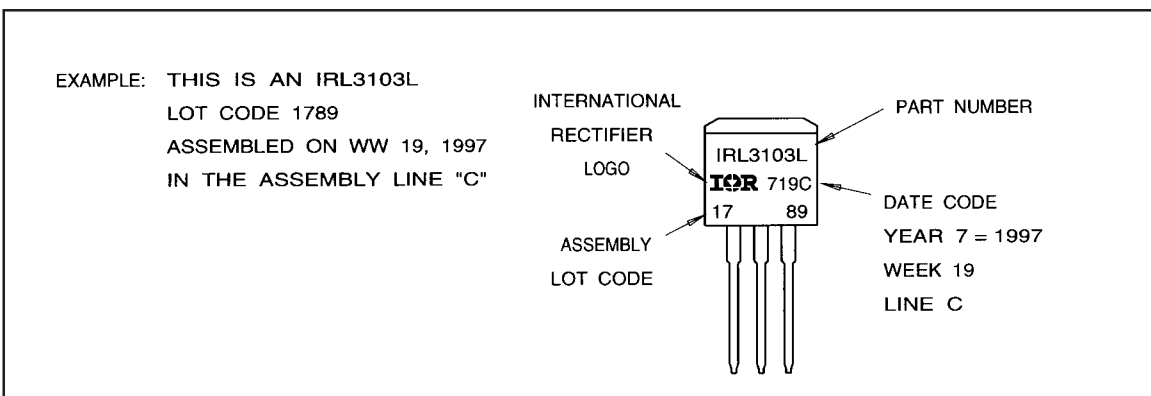 EXAMPLE: THIS IS AN IRL3103L
LOT CODE 1789
ASSEMBLED ON WW 19, 1997
IN THE ASSEMBLY LINE "C"
INTERNATIONAL
RECTIFIER
LOGO
ASSEMBLY
LOT CODE
IRL3103L
IOR 719C
17 89
PART NUMBER
DATE CODE
YEAR 7 = 1997
WEEK 19
LINE C